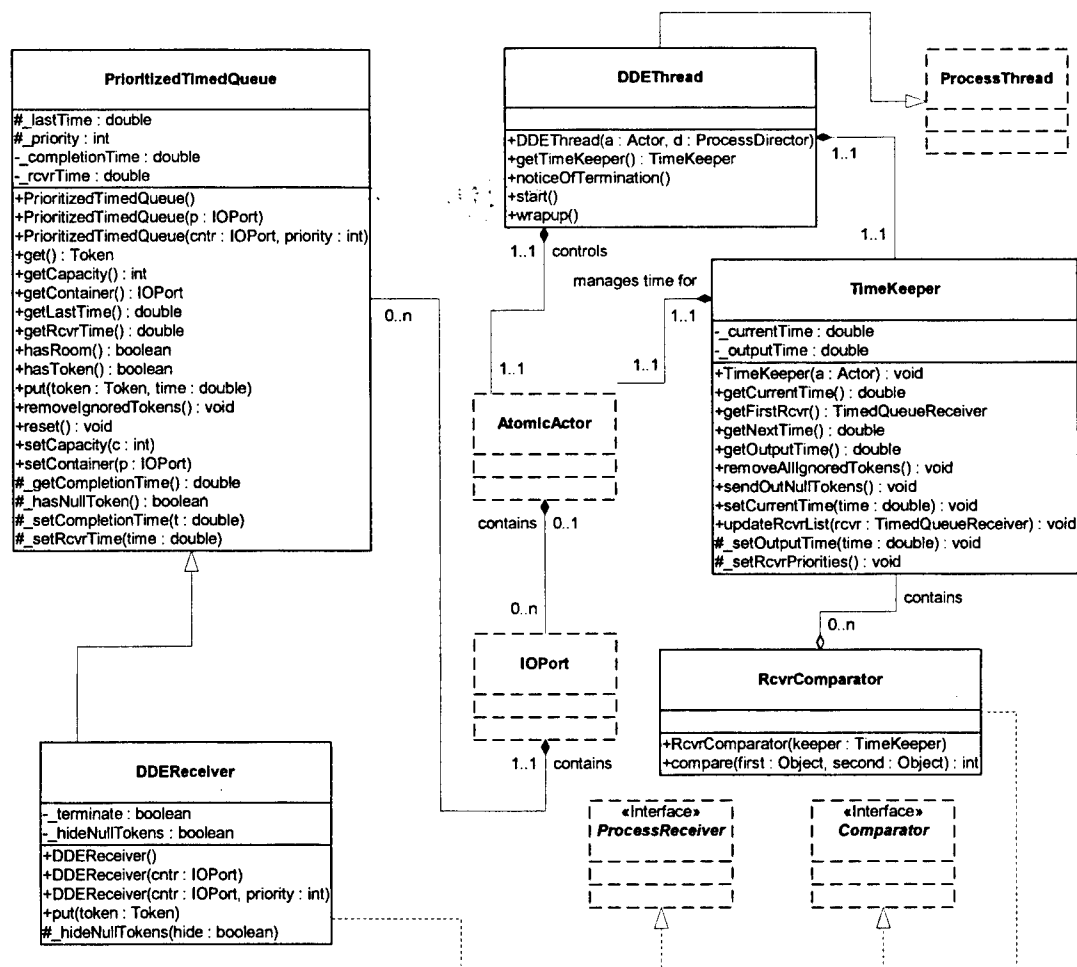 PrioritizedTimedQueue
#_lastTime : double
#_priority : int
-_completionTime : double
-_rcvrTime : double
+PrioritizedTimedQueue()
+PrioritizedTimedQueue(p : IOPort)
+PrioritizedTimedQueue(cntr : IOPort, priority : int)
+get() : Token
+getCapacity() : int
+getContainer() : IOPort
+getLastTime() : double
+getRcvrTime() : double
+hasRoom() : boolean
+hasToken() : boolean
+put(token : Token, time : double)
+removeIgnoredTokens() : void
+reset() : void
+setCapacity(c : int)
+setContainer(p : IOPort)
#_getCompletionTime() : double
#_hasNullToken() : boolean
#_setCompletionTime(t : double)
#_setRcvrTime(time : double)
DDEThread
+DDEThread(a : Actor, d : ProcessDirector)
+getTimeKeeper() : TimeKeeper
+noticeOfTermination()
+start()
+wrapup()
ProcessThread
1..1
1..1
1..1
controls
manages time for
0..n
1..1
1..1
1..1
TimeKeeper
-_currentTime : double
-_outputTime : double
+TimeKeeper(a : Actor) : void
+getCurrentTime() : double
+getFirstRcvr() : TimedQueueReceiver
+getNextTime() : double
+getOutputTime() : double
+removeAllIgnoredTokens() : void
+sendOutNullTokens() : void
+setCurrentTime(time : double) : void
+updateRcvrList(rcvr : TimedQueueReceiver) : void
#_setOutputTime(time : double) : void
#_setRcvrPriorities() : void
AtomicActor
contains
0..1
0..n
IOPort
1..1
contains
contains
0..n
RcvrComparator
+RcvrComparator(keeper : TimeKeeper)
+compare(first : Object, second : Object) : int
DDEReceiver
-_terminate : boolean
-_hideNullTokens : boolean
+DDEReceiver()
+DDEReceiver(cntr : IOPort)
+DDEReceiver(cntr : IOPort, priority : int)
+put(token : Token)
#_hideNullTokens(hide : boolean)
«Interface»
ProcessReceiver
«Interface»
Comparator